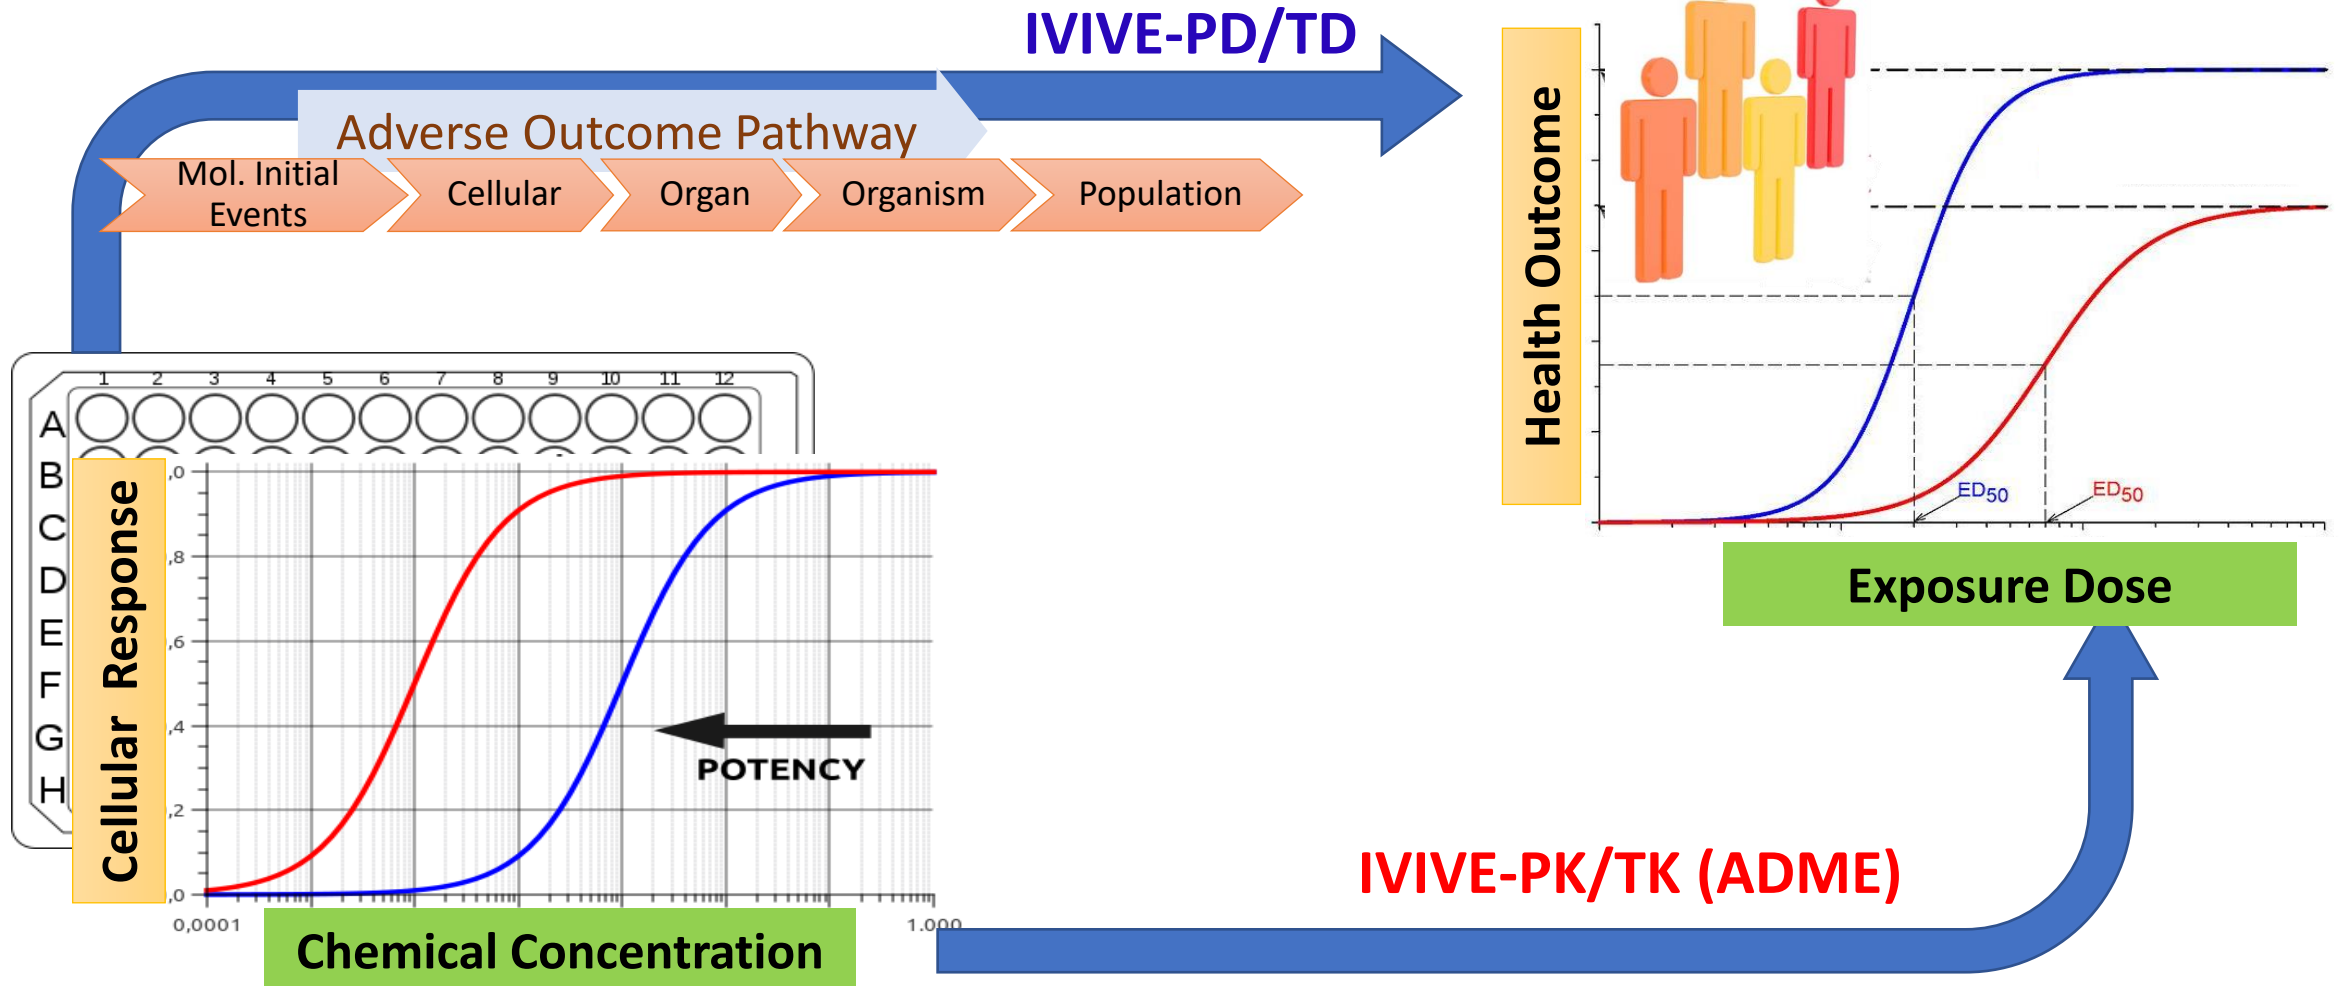 IVIVE-PD/TD
Adverse Outcome Pathway
Mol. Initial
Events
Cellular
Organ
Organism
Population
Health Outcome
ED50
ED50
Exposure Dose
1 2 3 4 5 6 7 8 9 10 11 12
A
B
C
D
E
F
G
H
Cellular Response
,0
,8
,6
,4
,2
,0
POTENCY
0,0001
1.000
Chemical Concentration
IVIVE-PK/TK (ADME)